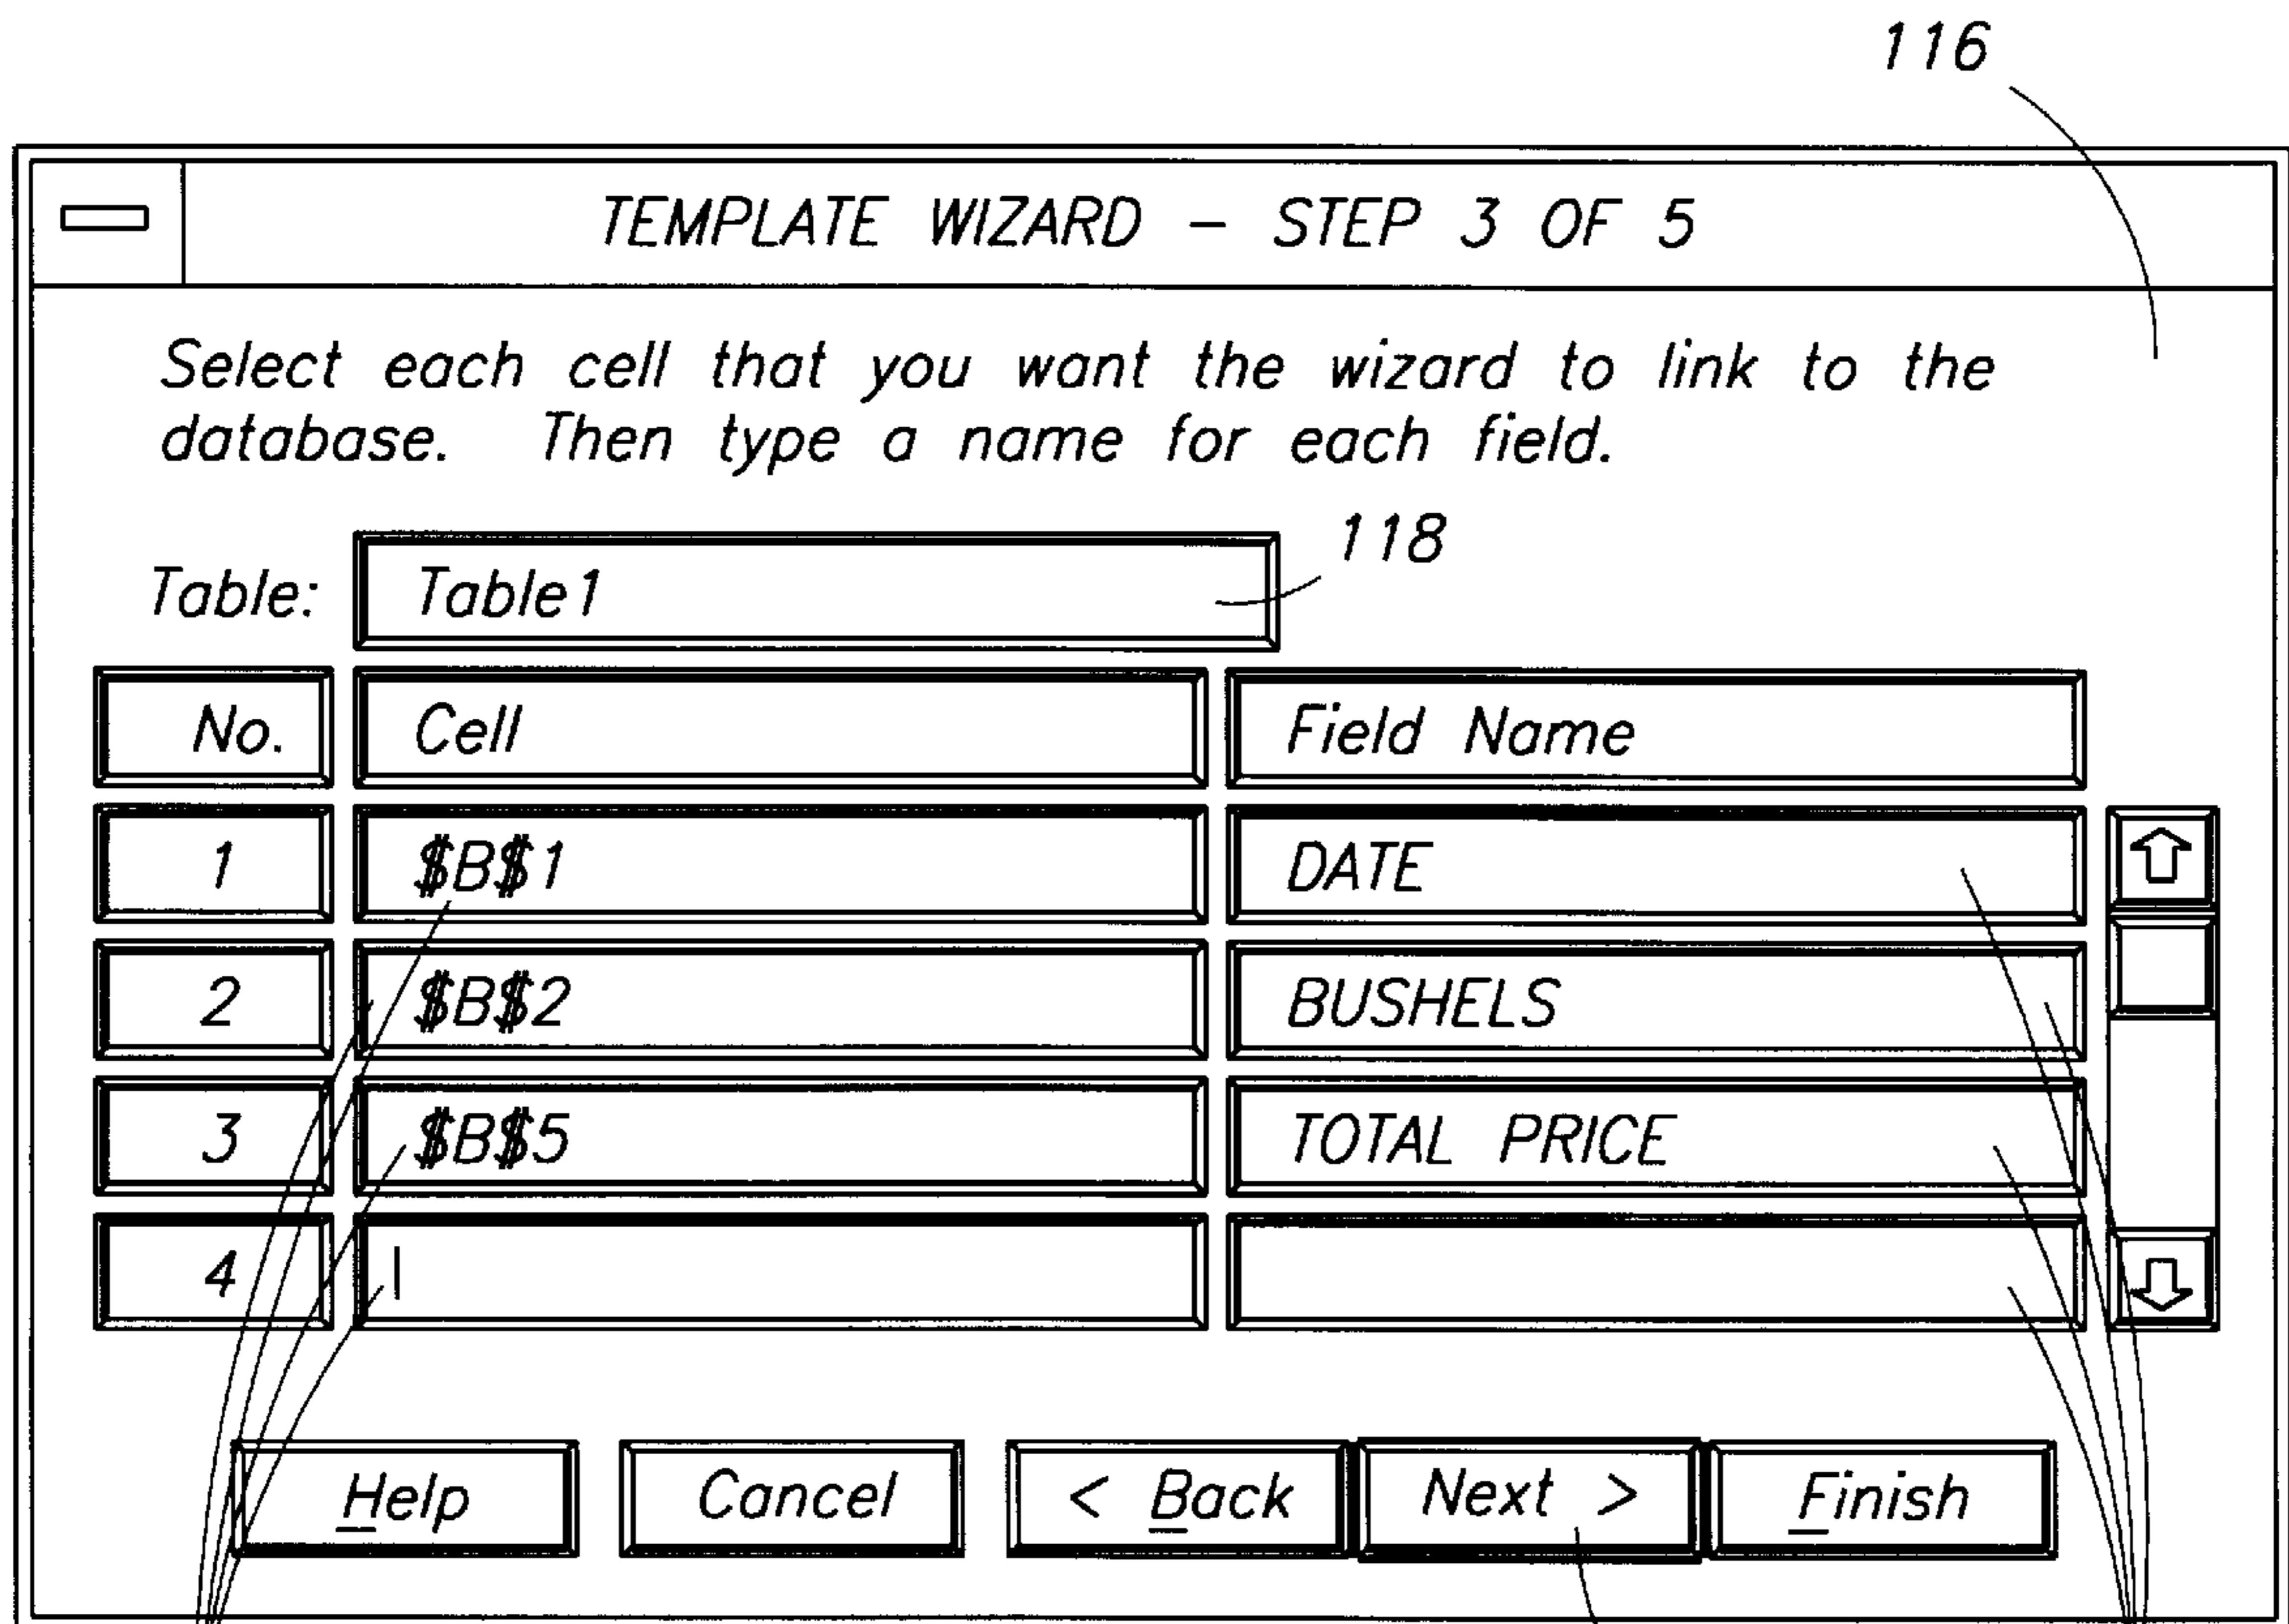 116
TEMPLATE WIZARD – STEP 3 OF 5
Select each cell that you want the wizard to link to the
database. Then type a name for each field.
118
Table: Table1
No. Cell Field Name
1 $B$1 DATE
2 $B$2 BUSHELS
3 $B$5 TOTAL PRICE
4
Help Cancel < Back Next > Finish